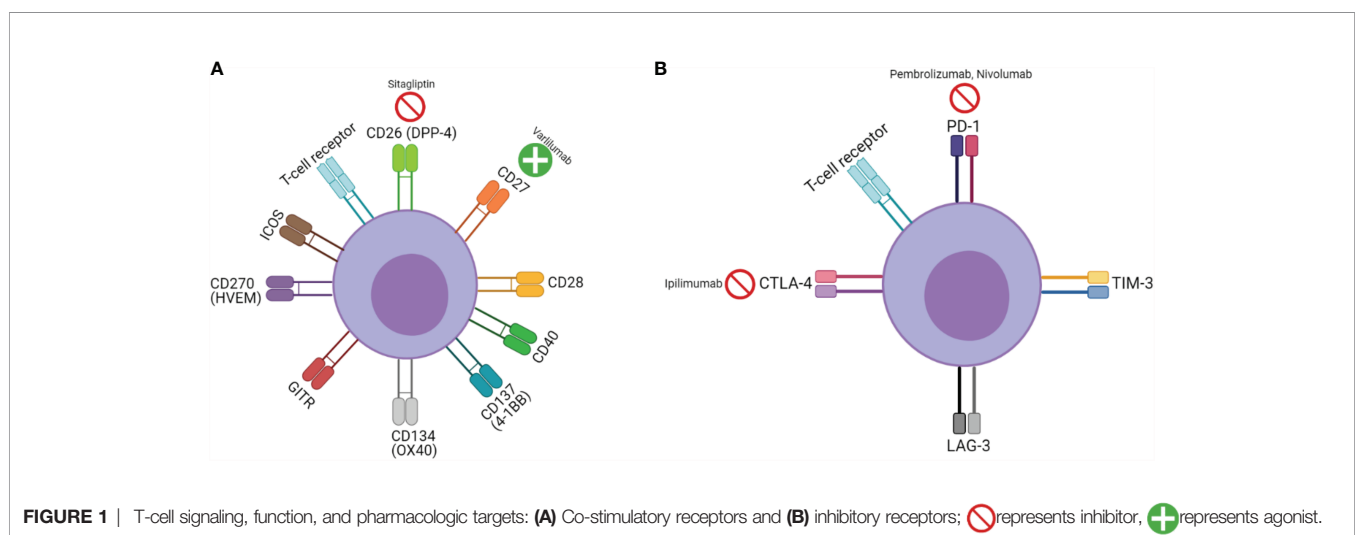 A
Sitagliptin
CD26 (DPP-4)
Varlilumab
CD27
T-cell receptor
ICOS
CD270
(HVEM)
CD28
CD40
GITR
CD137
(4-1BB)
CD134
(OX40)
B
Pembrolizumab, Nivolumab
PD-1
T-cell receptor
Ipilimumab
CTLA-4
TIM-3
LAG-3
FIGURE 1 | T-cell signaling, function, and pharmacologic targets: (A) Co-stimulatory receptors and (B) inhibitory receptors; represents inhibitor, represents agonist.